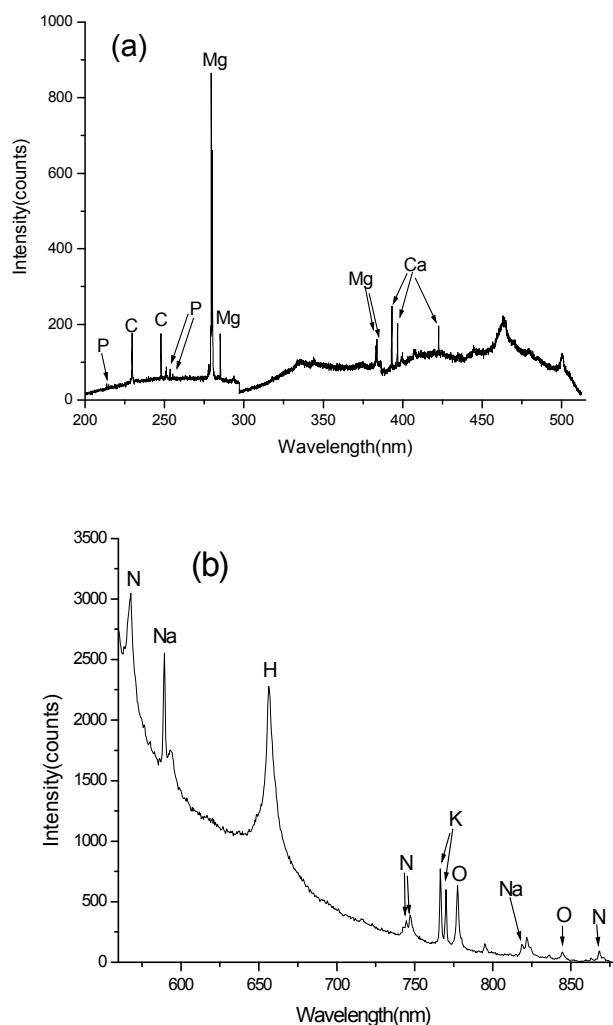 (a)
1000
800
600
400
200
0
Intensity(counts)
Mg
P
C
C
P
Mg
Mg
Ca
200
250
300
350
400
450
500
Wavelength(nm)
(b)
3500
3000
2500
2000
1500
1000
500
0
Intensity(counts)
N
Na
H
N
K
O
Na
O
N
600
650
700
750
800
850
Wavelength(nm)